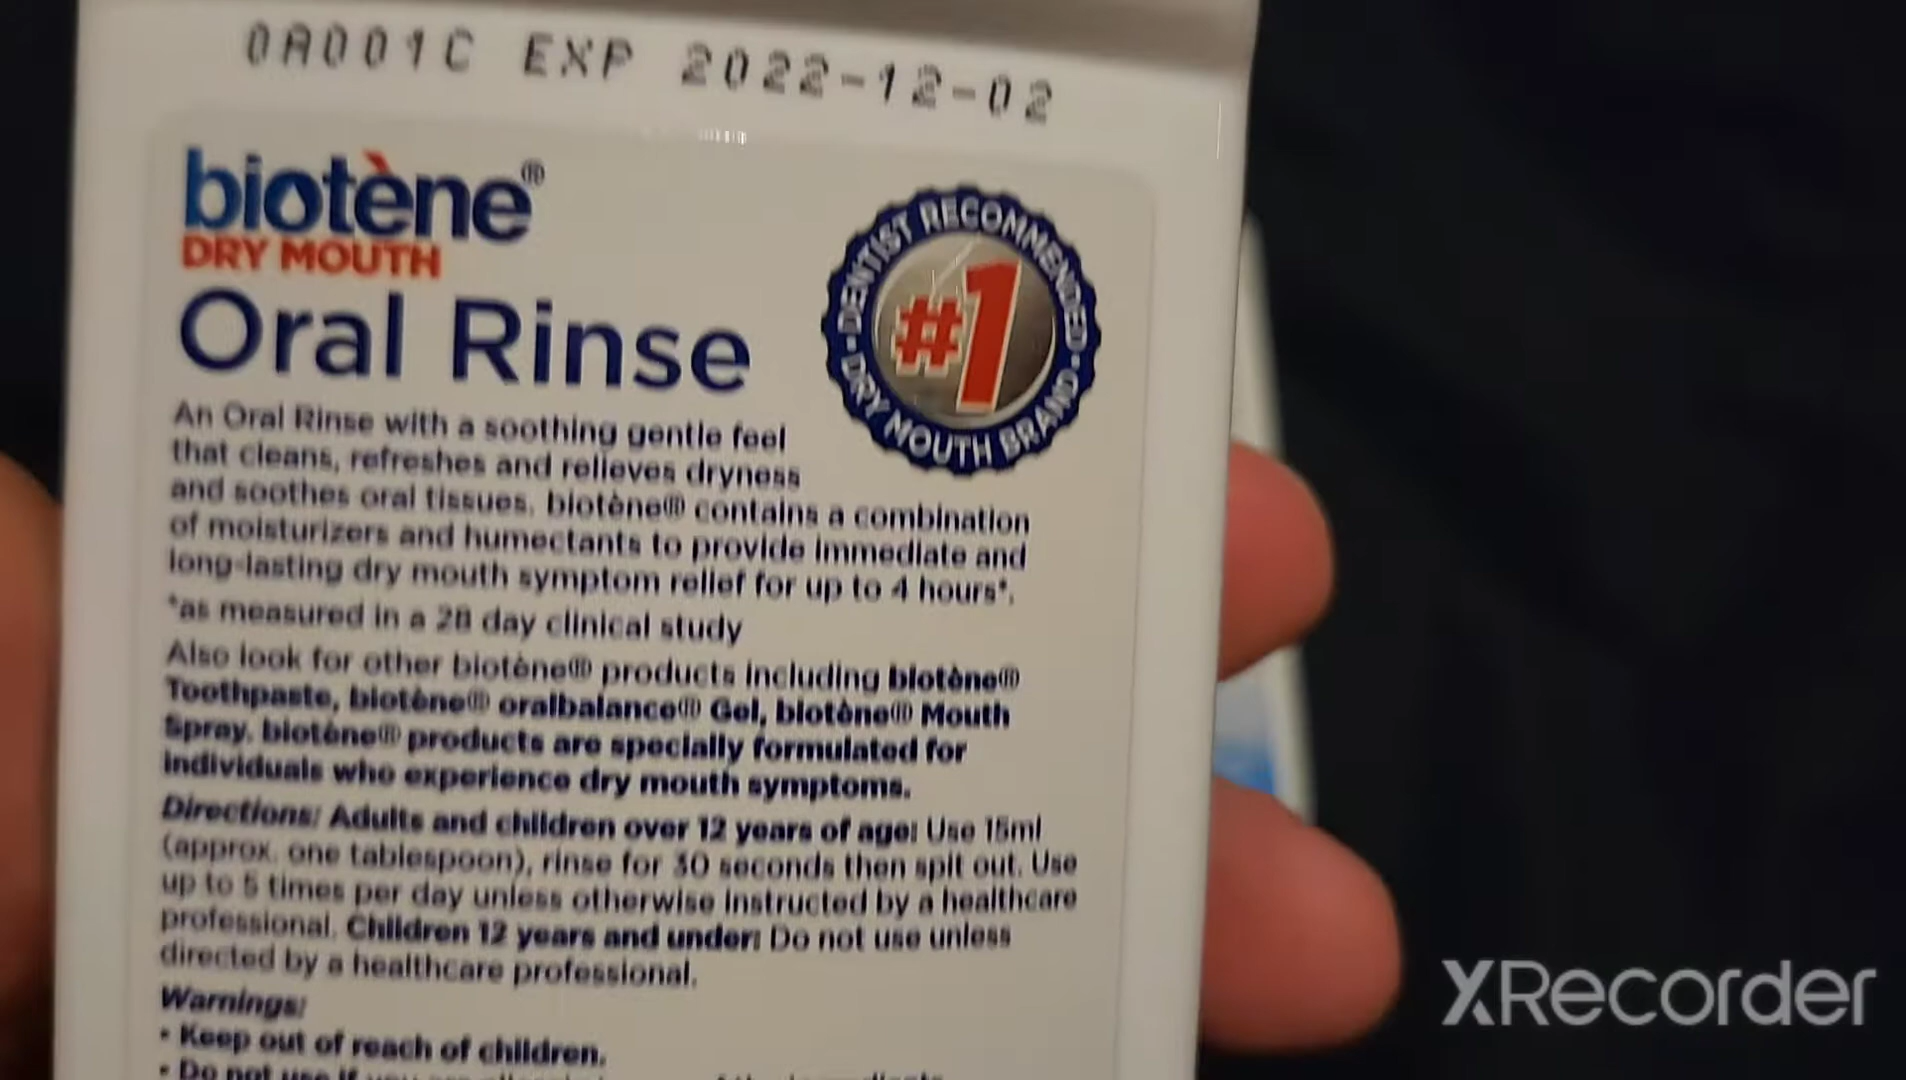 0A001C EXP 2022-12-02
biotène®
DRY MOUTH
Oral Rinse
DENTIST RECOMMENDED
#1
DRY MOUTH BRAND
An Oral Rinse with a soothing gentle feel
that cleans, refreshes and relieves dryness
and soothes oral tissues. biotène® contains a combination
of moisturizers and humectants to provide immediate and
long-lasting dry mouth symptom relief for up to 4 hours*.
*as measured in a 28 day clinical study
Also look for other biotène® products including biotène®
Toothpaste, biotène® oralbalance® Gel, biotène® Mouth
Spray. biotène® products are specially formulated for
individuals who experience dry mouth symptoms.
Directions: Adults and children over 12 years of age: Use 15ml
(approx. one tablespoon), rinse for 30 seconds then spit out. Use
up to 5 times per day unless otherwise instructed by a healthcare
professional. Children 12 years and under: Do not use unless
directed by a healthcare professional.
Warnings:
• Keep out of reach of children.
• Do not use if you
XRecorder